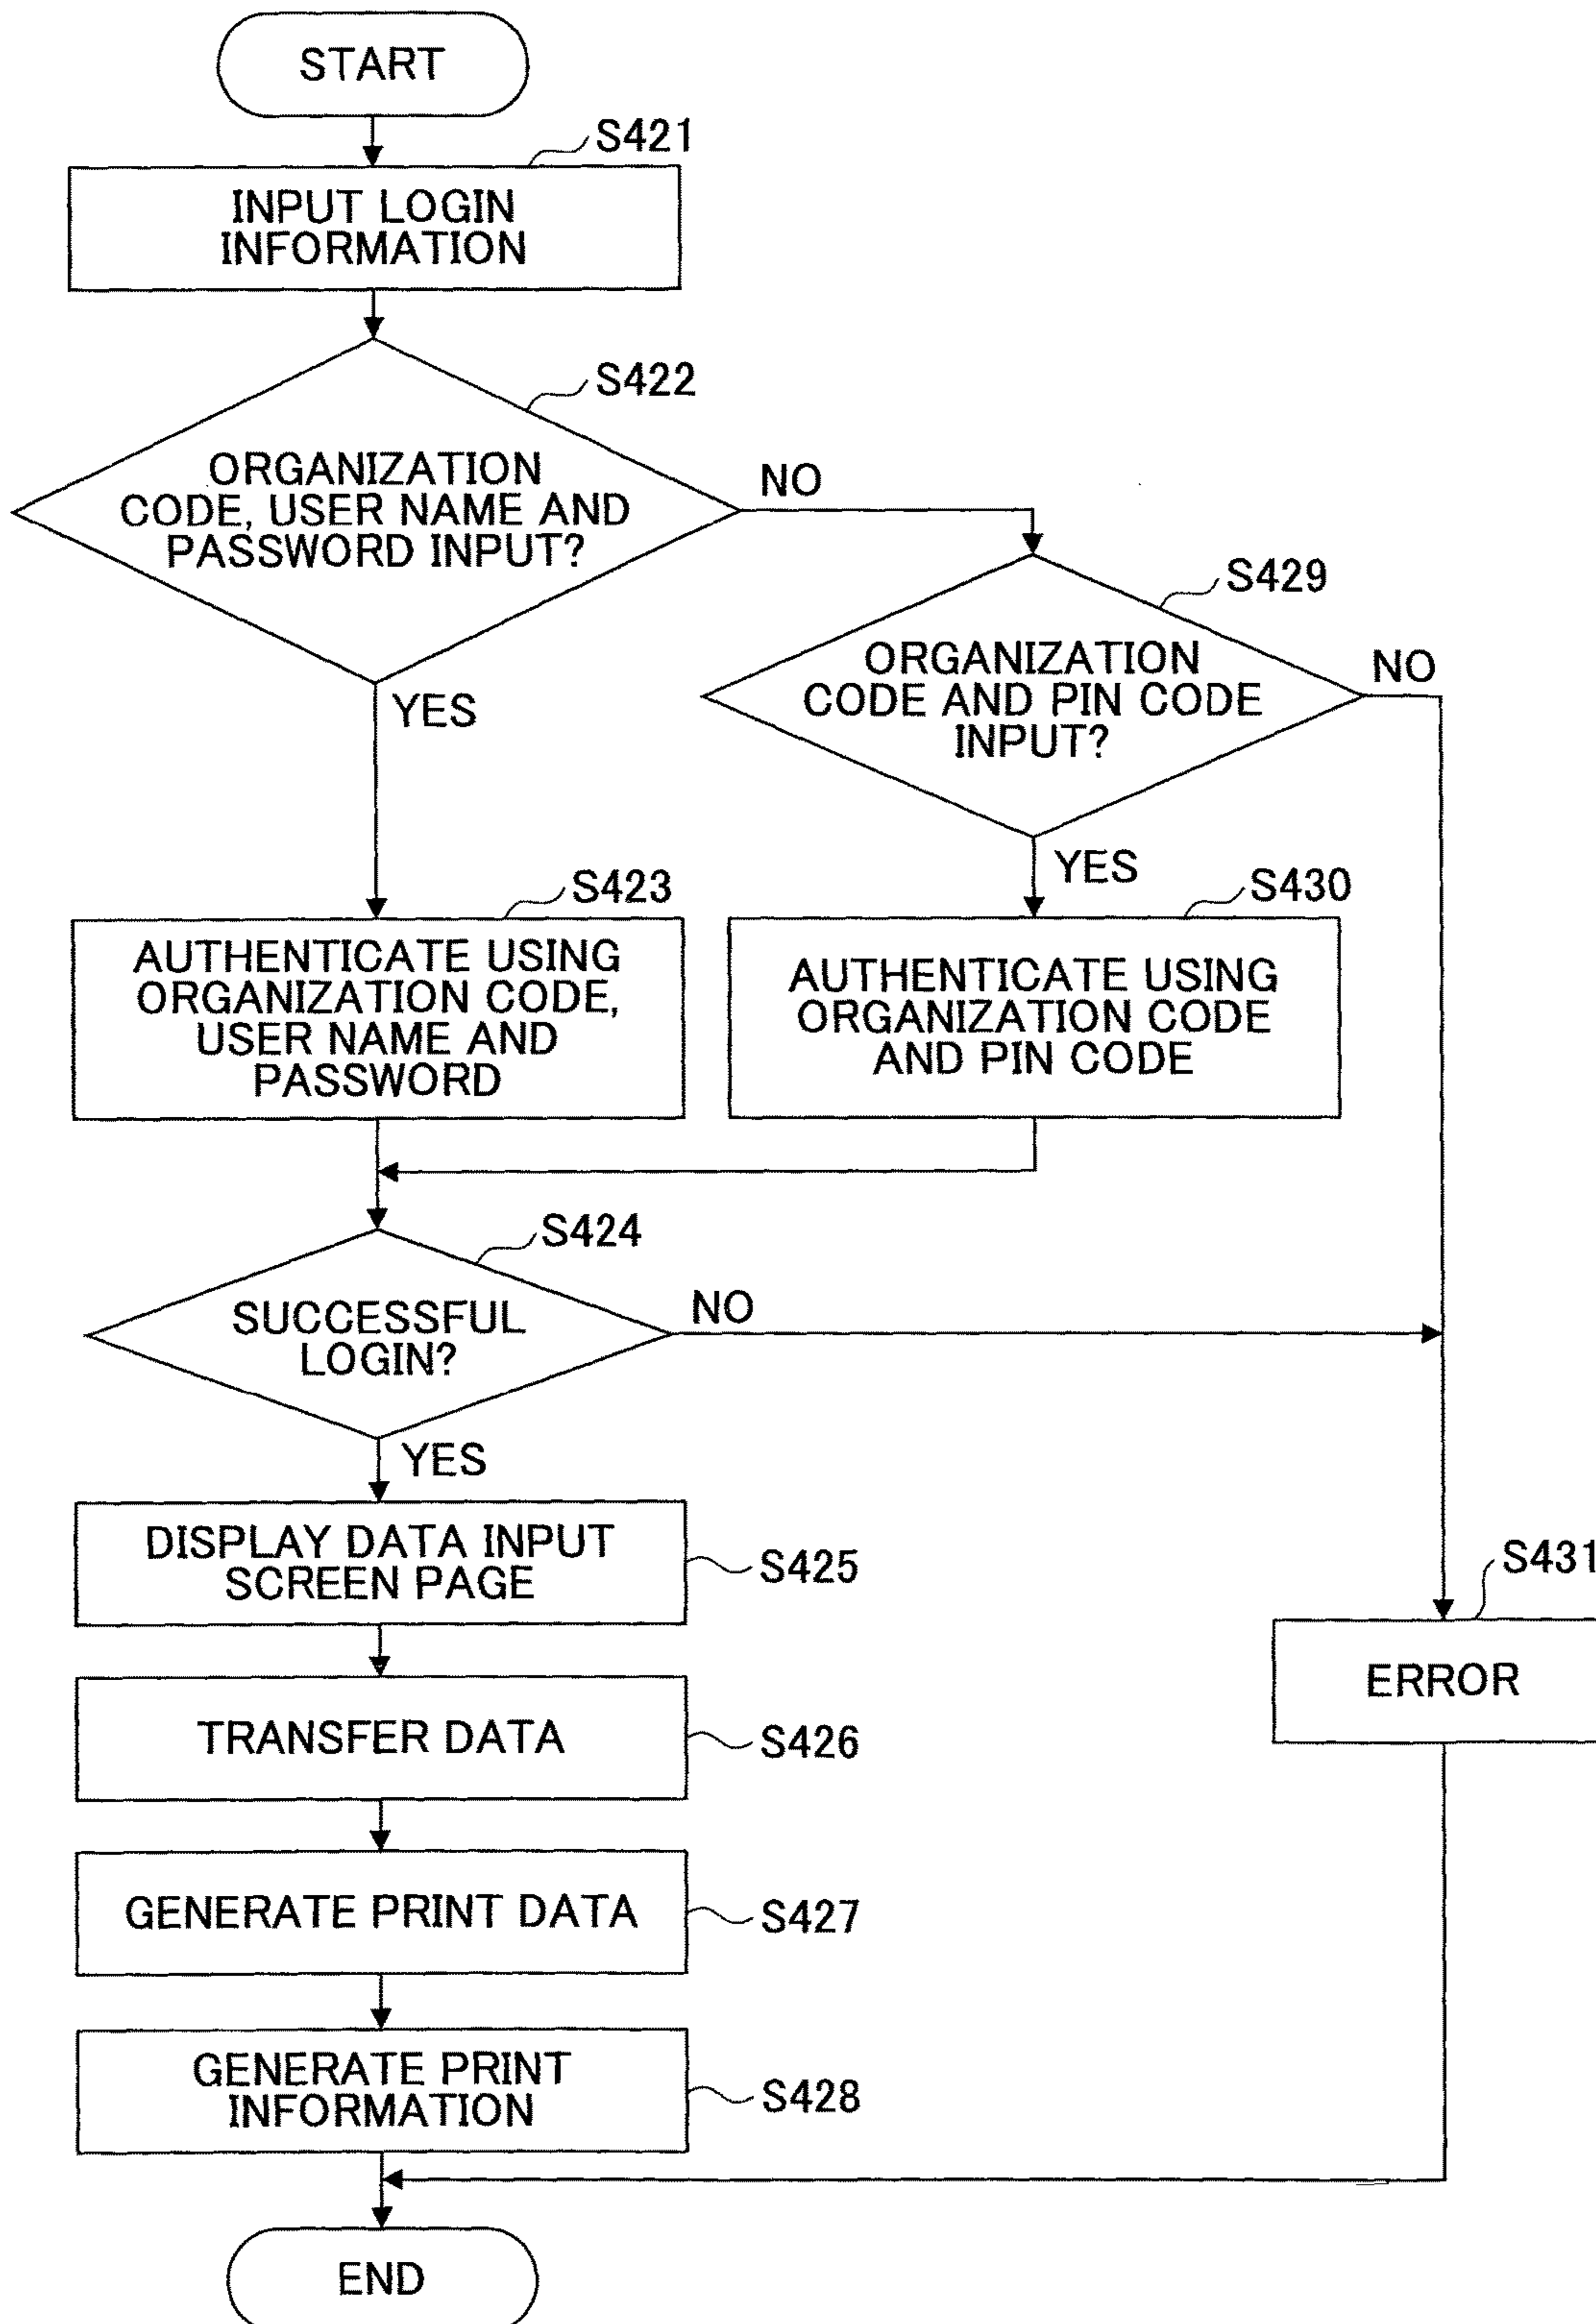 START
S421
INPUT LOGIN
INFORMATION
S422
ORGANIZATION
CODE, USER NAME AND
PASSWORD INPUT?
NO
YES
S429
ORGANIZATION
CODE AND PIN CODE
INPUT?
NO
YES
S423
AUTHENTICATE USING
ORGANIZATION CODE,
USER NAME AND
PASSWORD
S430
AUTHENTICATE USING
ORGANIZATION CODE
AND PIN CODE
S424
SUCCESSFUL
LOGIN?
NO
YES
DISPLAY DATA INPUT
SCREEN PAGE
S425
S431
ERROR
TRANSFER DATA
S426
GENERATE PRINT DATA
S427
GENERATE PRINT
INFORMATION
S428
END